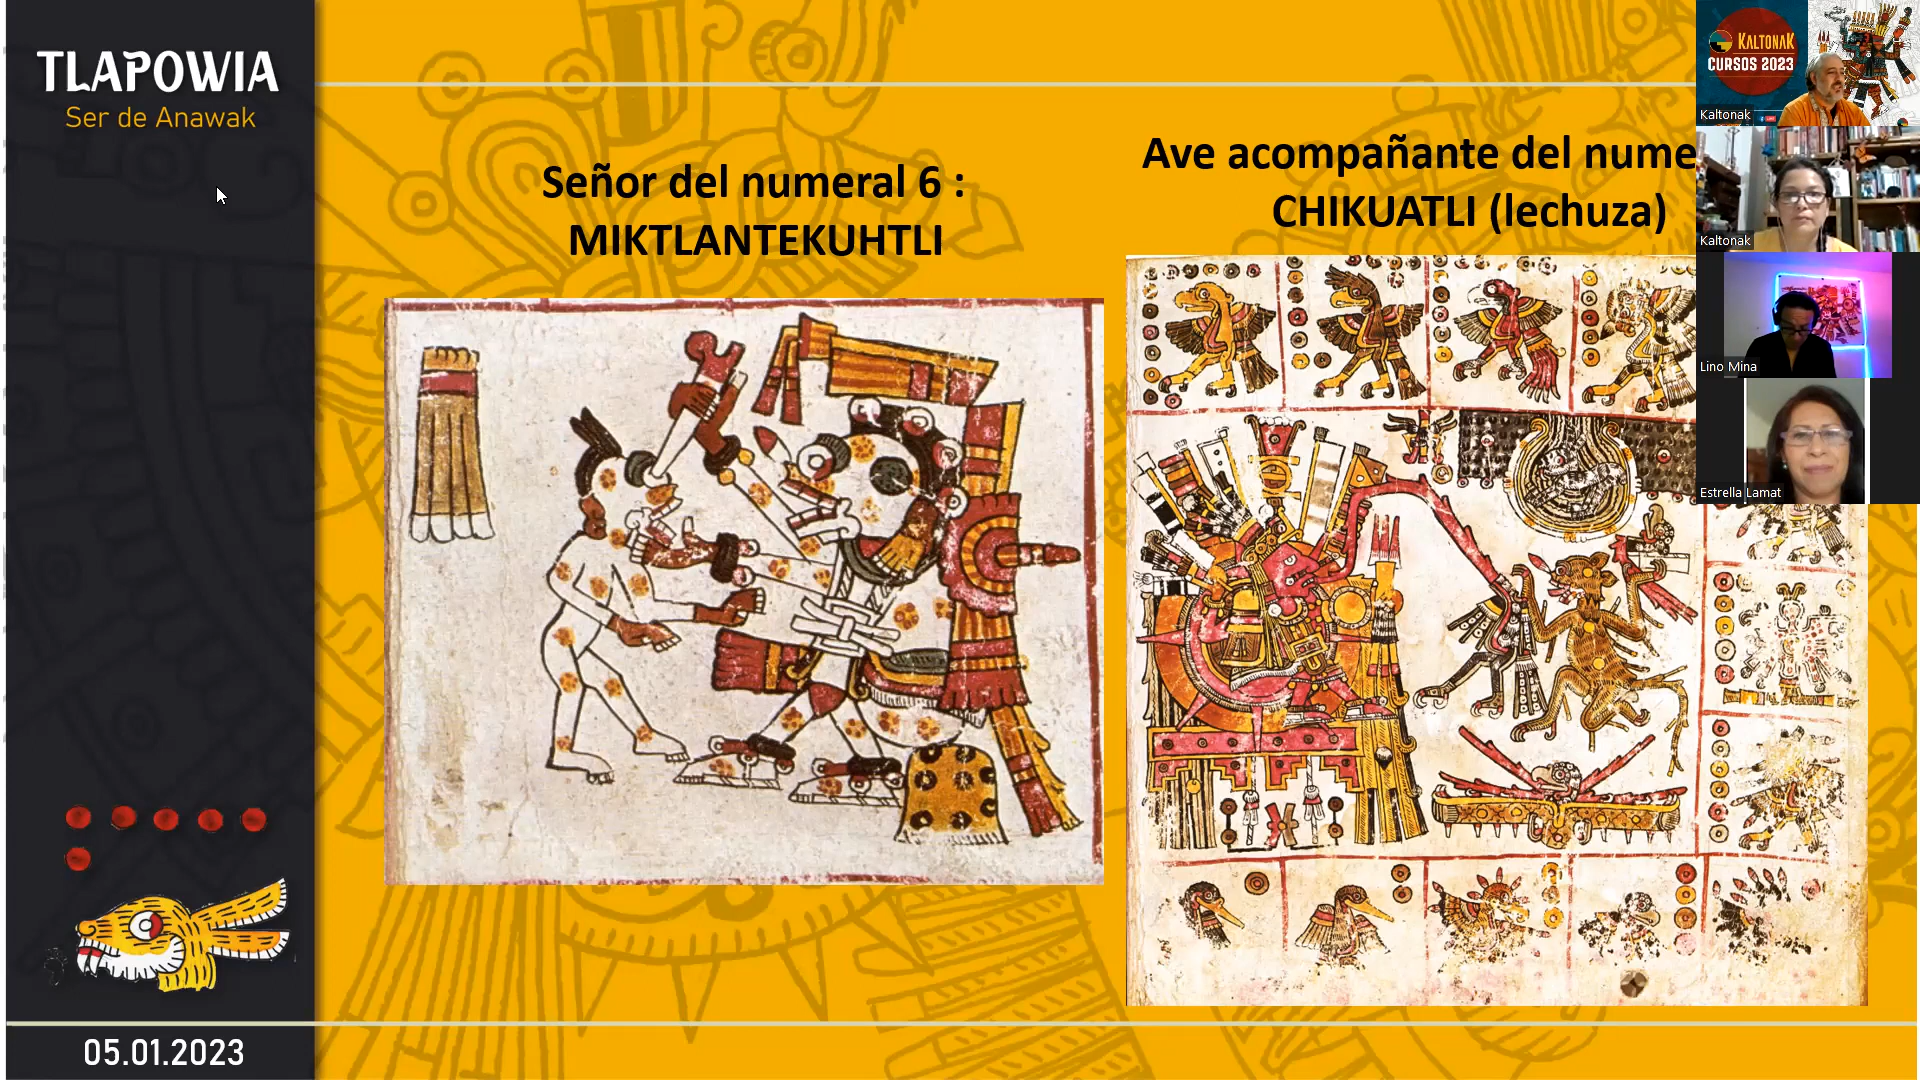 TLAPOWIA
Ser de Anawak
Señor del numeral 6 :
MIKTLANTEKUHTLI
Ave acompañante del nume
CHIKUATLI (lechuza)
KALTONAK
CURSOS 2023
Kaltonak
Kaltonak
Lino Mina
Estrella Lamat
05.01.2023